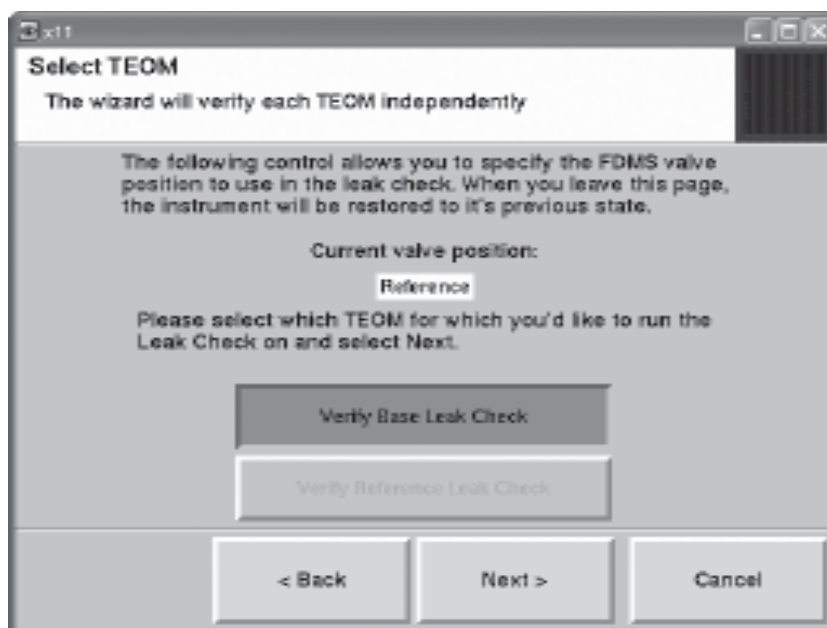 x11
Select TEOM
The wizard will verify each TEOM independently
The following control allows you to specify the FDMS valve
position to use in the leak check. When you leave this page,
the instrument will be restored to it's previous state.
Current valve position:
Reference
Please select which TEOM for which you'd like to run the
Leak Check on and select Next.
Verify Base Leak Check
Verify Reference Leak Check
< Back
Next >
Cancel